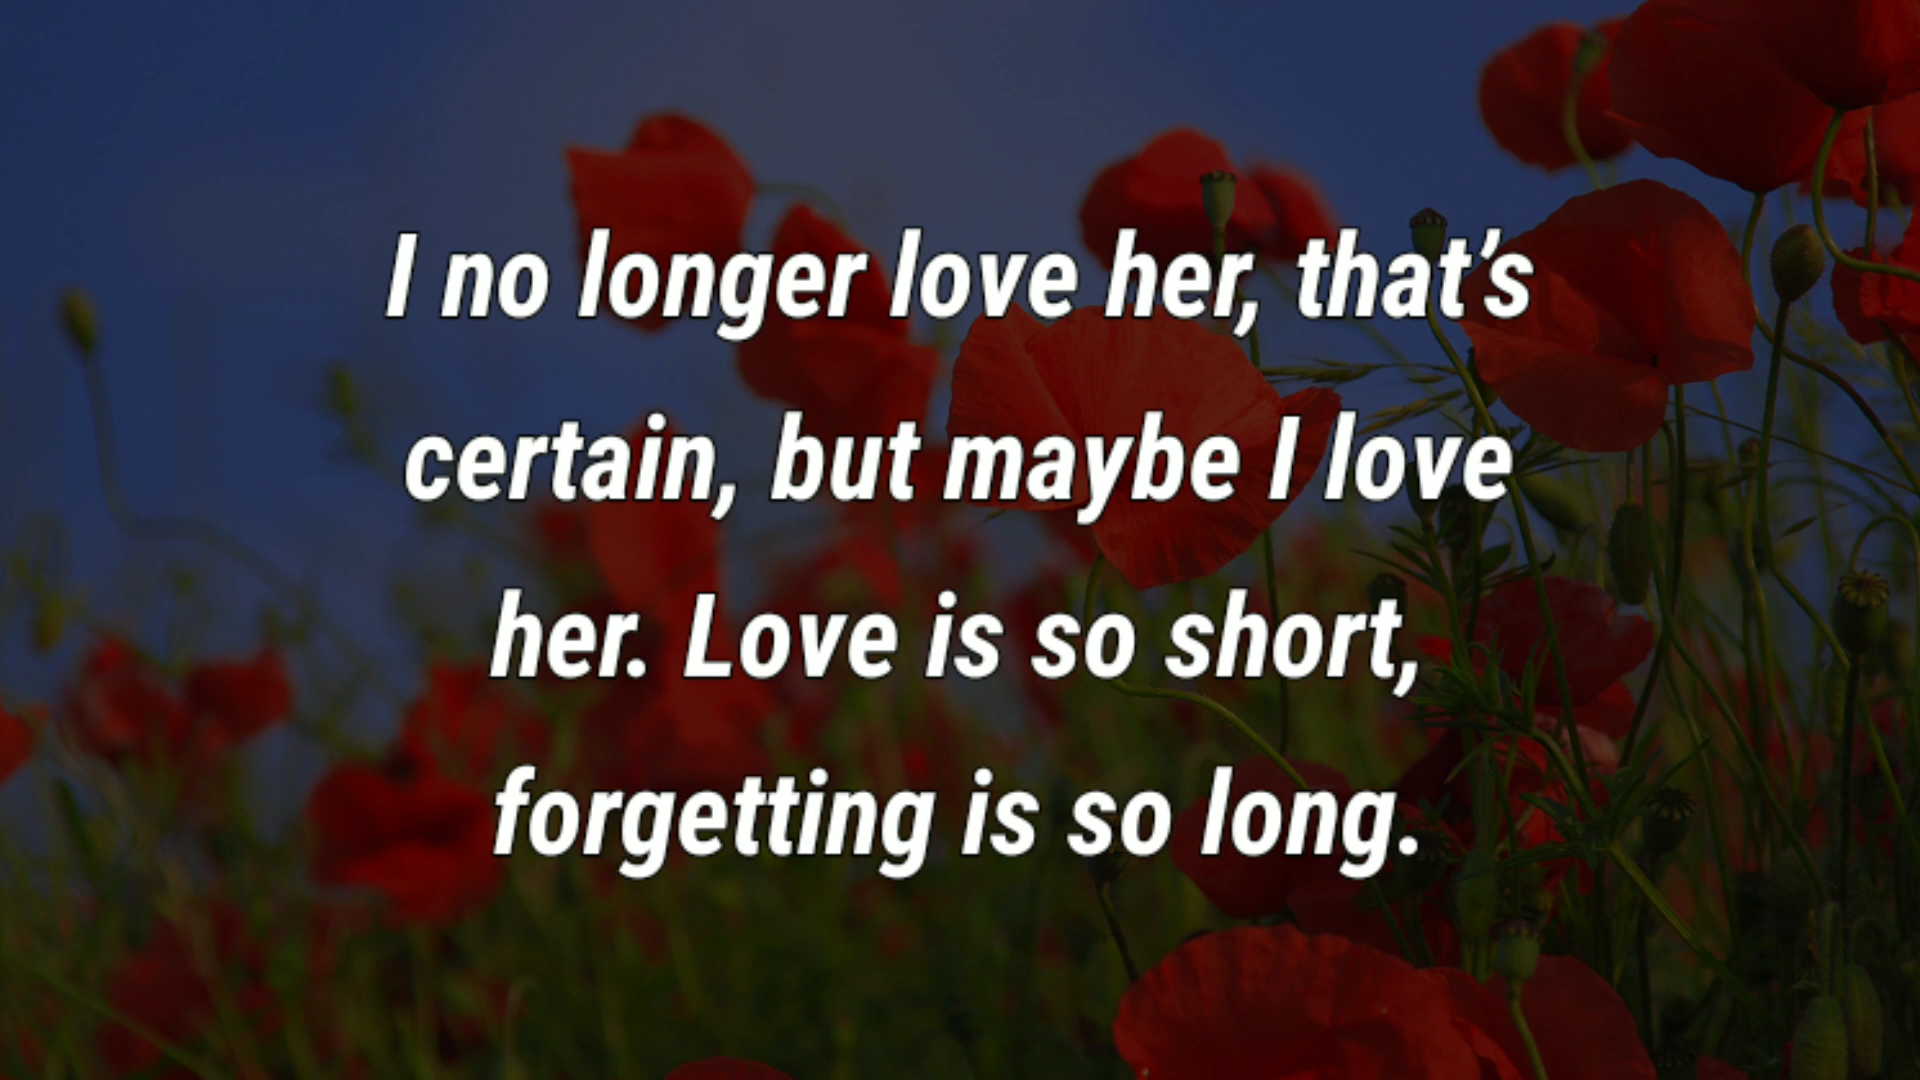 I no longer love her, that’s
certain, but maybe I love
her. Love is so short,
forgetting is so long.